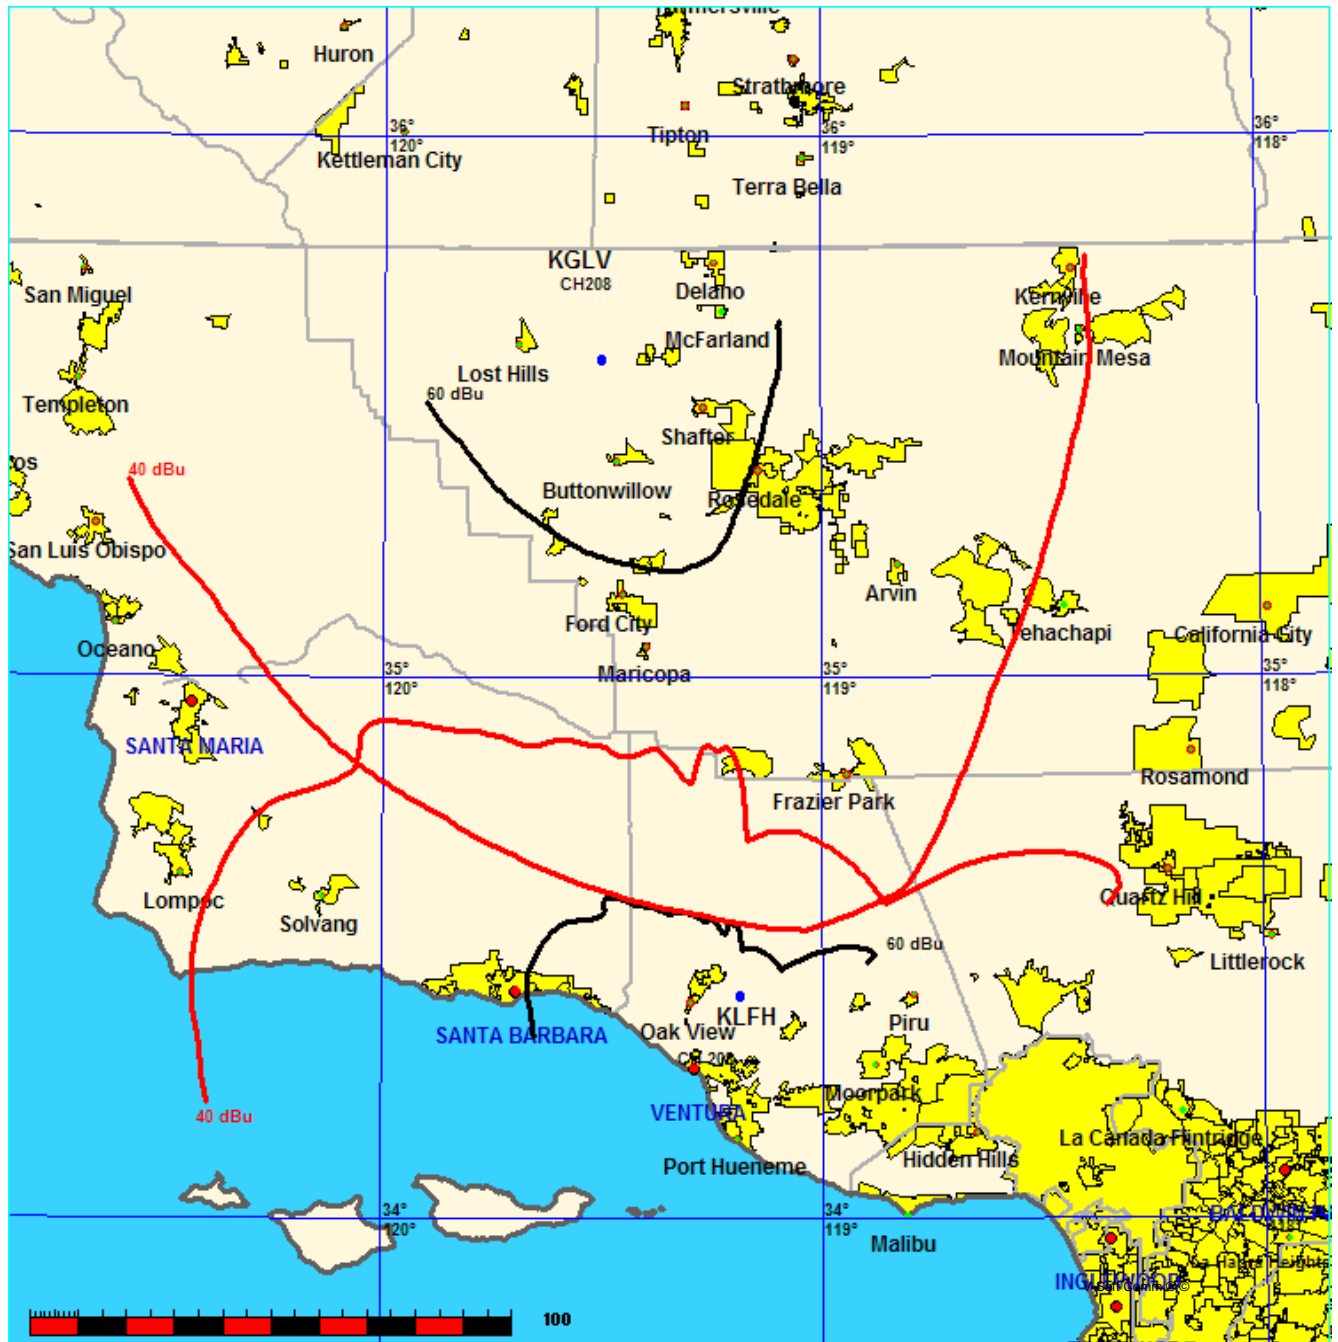 Huron
Strathmore
36°
120°
36°
119°
36°
118°
Tipton
Kettleman City
Terra Bella
KGLV
CH208
San Miguel
Delano
Kernville
McFarland
Lost Hills
Mountain Mesa
60 dBu
Templeton
Shafter
40 dBu
Buttonwillow
Rosedale
San Luis Obispo
Arvin
Ford City
Tehachapi
California City
Oceano
Maricopa
35°
120°
35°
119°
35°
118°
SANTA MARIA
Rosamond
Frazier Park
Lompoc
Quartz Hill
Solvang
60 dBu
Littlerock
KLFH
Piru
Oak View
SANTA BARBARA
Moorpark
40 dBu
VENTURA
La Canada Flintridge
Hidden Hills
Port Hueneme
34°
120°
34°
119°
Malibu
La Habra Heights
INGLEWOOD
100